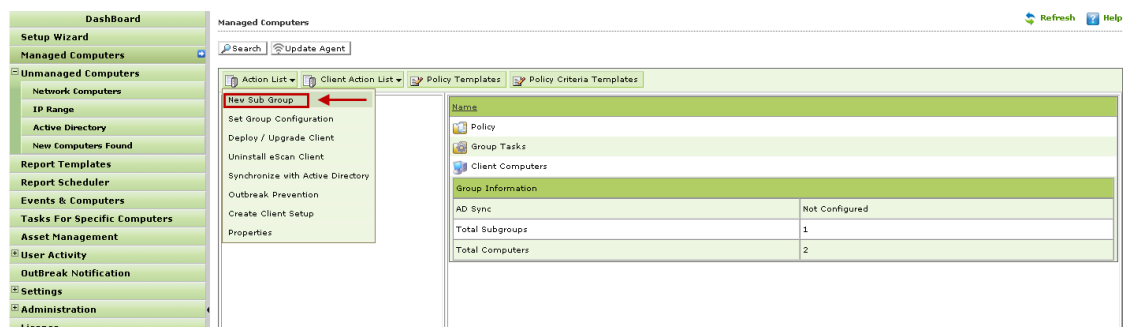 DashBoard
Setup Wizard
Managed Computers
Unmanaged Computers
Network Computers
IP Range
Active Directory
New Computers Found
Report Templates
Report Scheduler
Events & Computers
Tasks For Specific Computers
Asset Management
User Activity
OutBreak Notification
Settings
Administration
Managed Computers
Refresh Help
Search Update Agent
Action List Client Action List Policy Templates Policy Criteria Templates
New Sub Group
Set Group Configuration
Deploy / Upgrade Client
Uninstall eScan Client
Synchronize with Active Directory
Outbreak Prevention
Create Client Setup
Properties
Name
Policy
Group Tasks
Client Computers
Group Information
AD Sync Not Configured
Total Subgroups 1
Total Computers 2